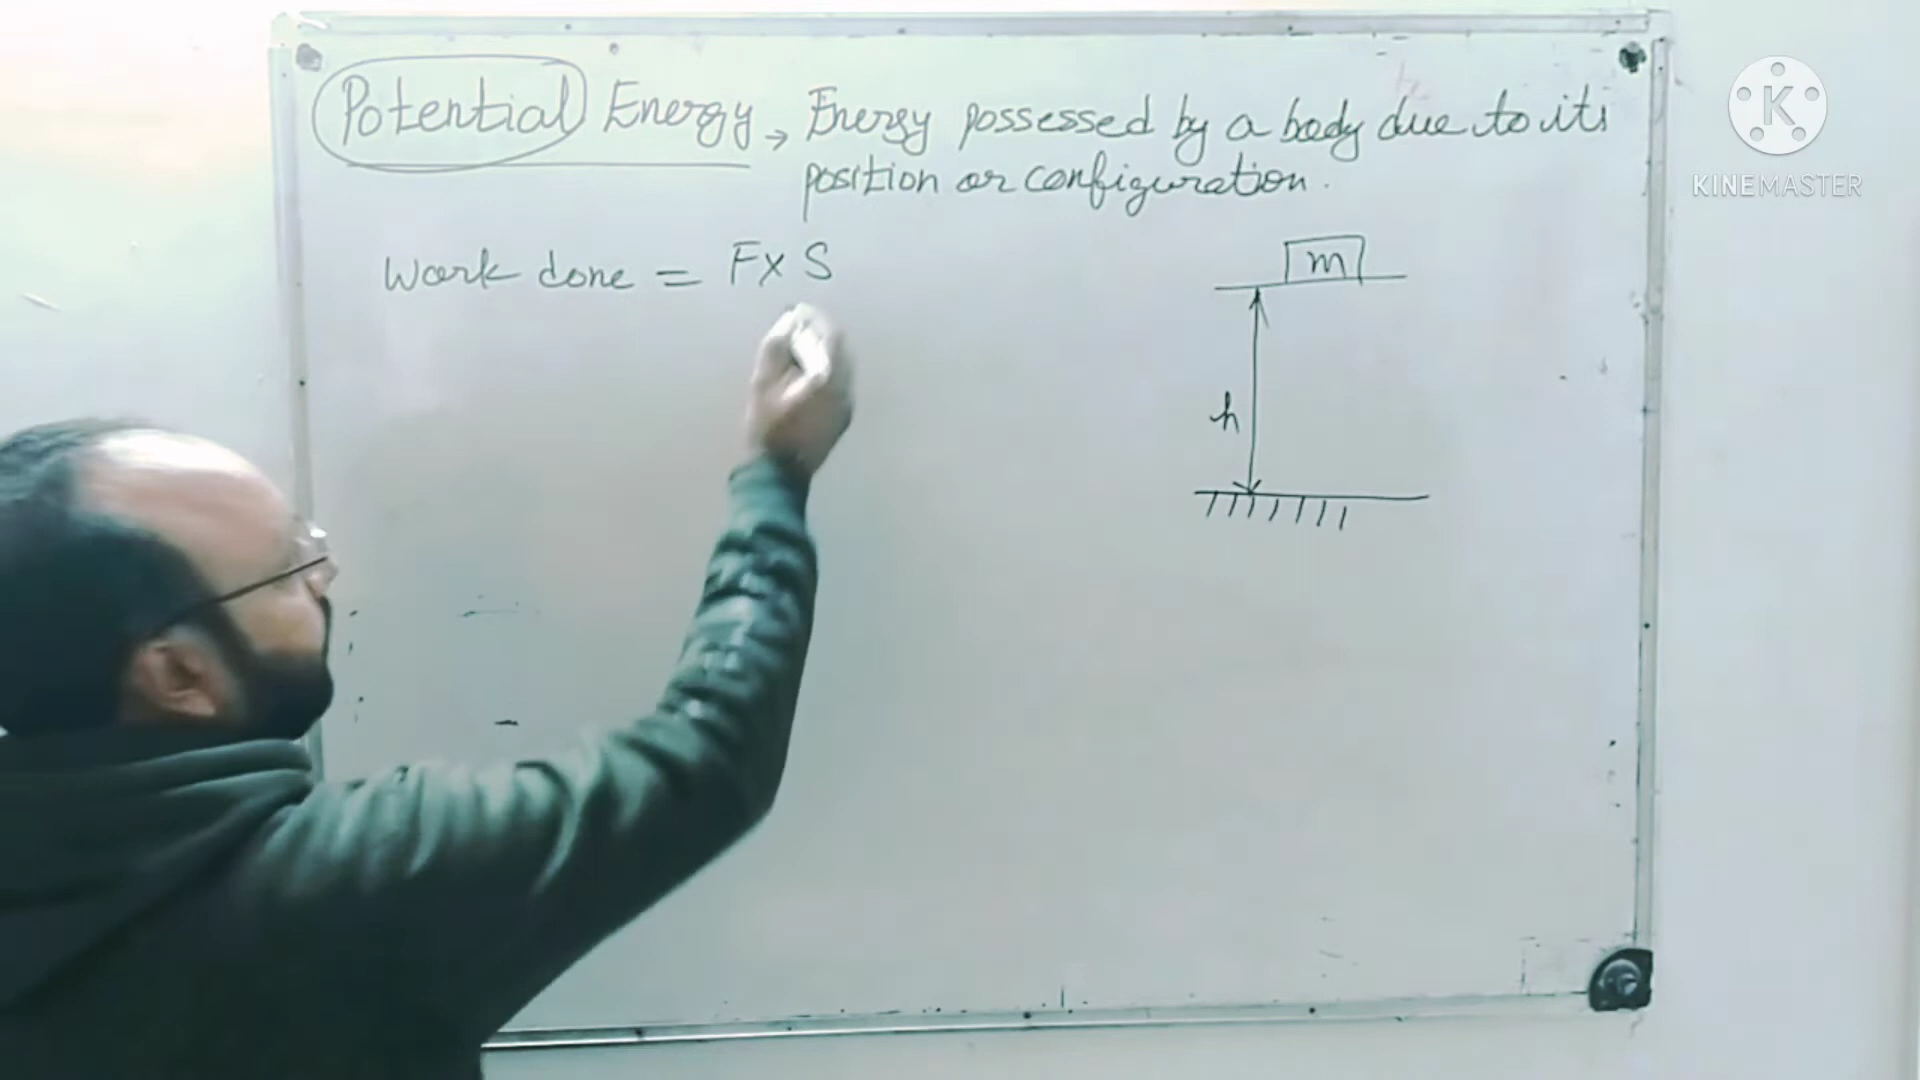 Potential Energy → Energy possessed by a body due to its
position or configuration.
Work done = F x S
m
h
K
KINEMASTER